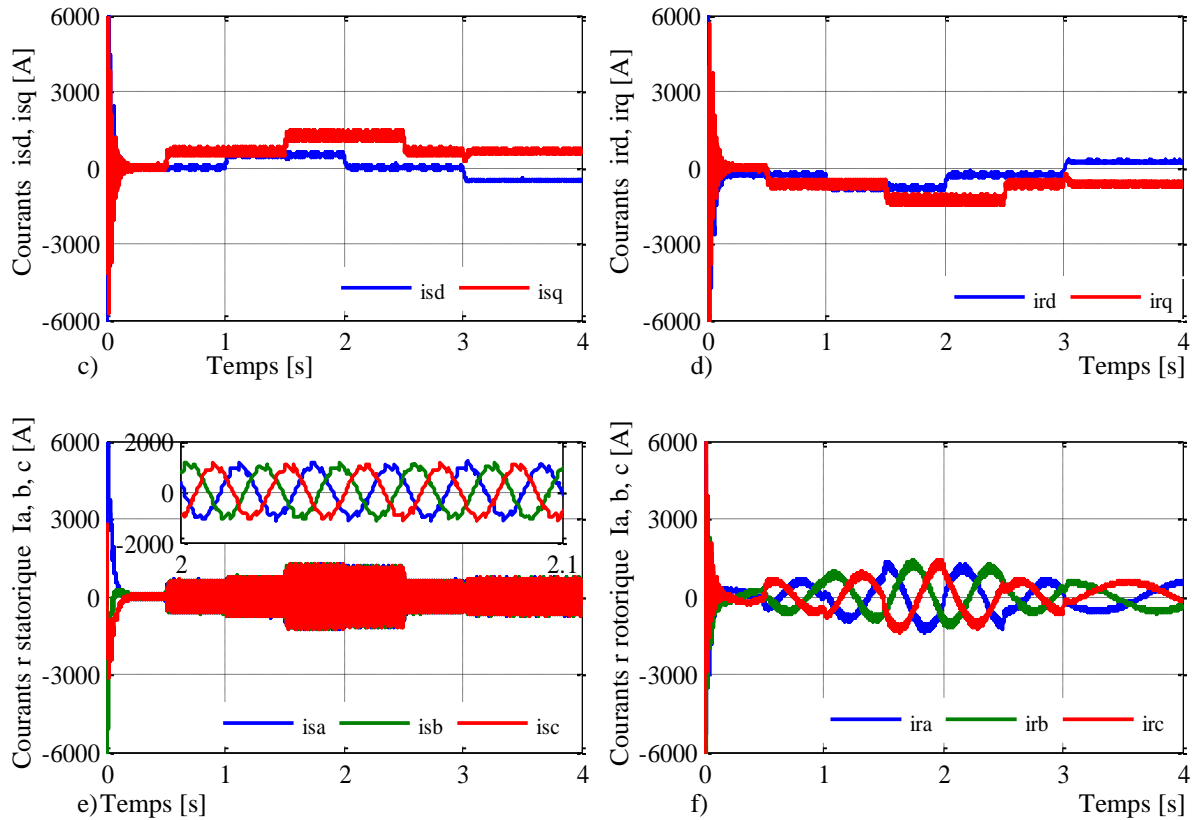 Courants isd, isq [A]
6000
3000
0
-3000
-6000
isd isq
0 1 2 3 4
c) Temps [s]
Courants ird, irq [A]
6000
3000
0
-3000
-6000
ird irq
0 1 2 3 4
d) Temps [s]
Courants r statorique Ia, b, c [A]
6000
3000
0
-3000
-6000
2000
0
-2000
2 2.1
isa isb isc
0 1 2 3 4
e) Temps [s]
Courants r rotorique Ia, b, c [A]
6000
3000
0
-3000
-6000
ira irb irc
0 1 2 3 4
f) Temps [s]